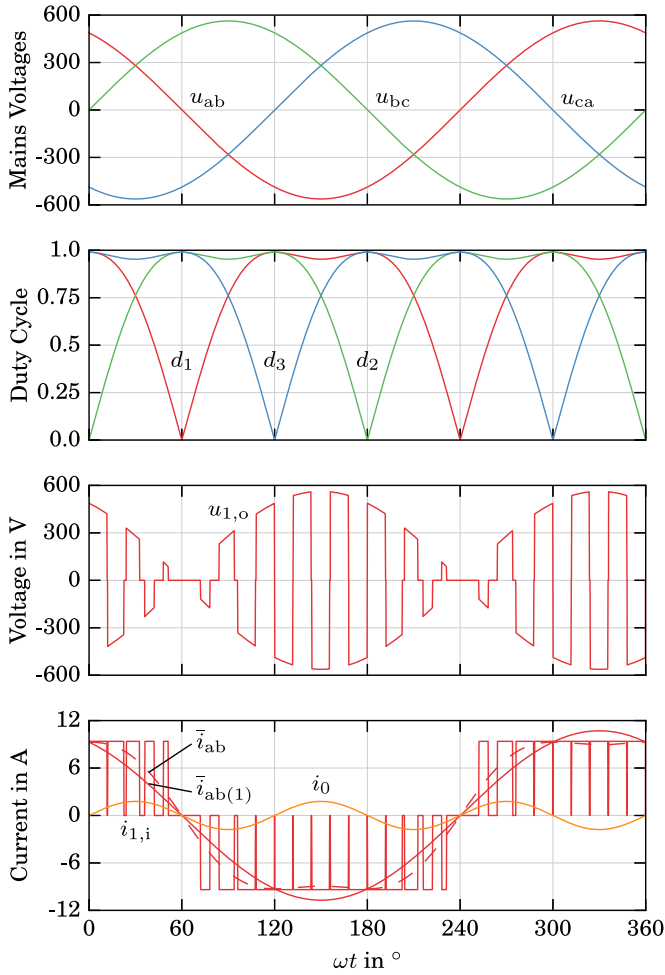 Mains Voltages
600
300
0
-300
-600
u_ab
u_bc
u_ca
Duty Cycle
1.0
0.75
0.5
0.25
0.0
d_1
d_3
d_2
Voltage in V
600
300
0
-300
-600
u_1,o
Current in A
12
6
0
-6
-12
i̅_ab
i̅_ab(1)
i_0
i_1,i
0 60 120 180 240 300 360
ωt in °